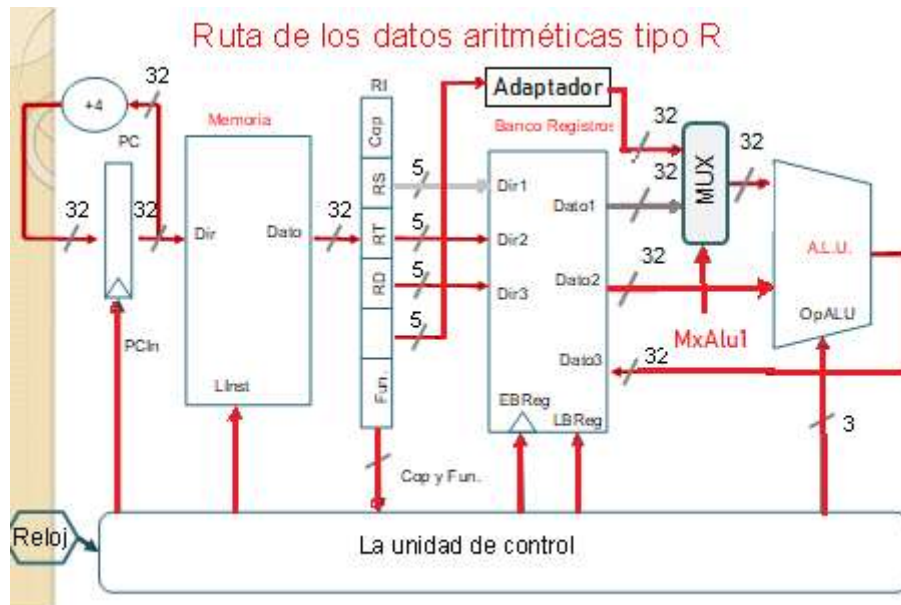 Ruta de los datos aritméticas tipo R
32
+4
PC
32
32
PCIn
Memoria
Dir
Dato
LInst
32
RI
Cop
RS
RT
RD
Fun.
5
5
5
5
Cop y Fun.
Adaptador
Banco Registros
Dir1
Dir2
Dir3
Dato1
Dato2
Dato3
EBReg
LBReg
32
32
32
32
MUX
32
MxAlu1
A.L.U.
OpALU
3
Reloj
La unidad de control